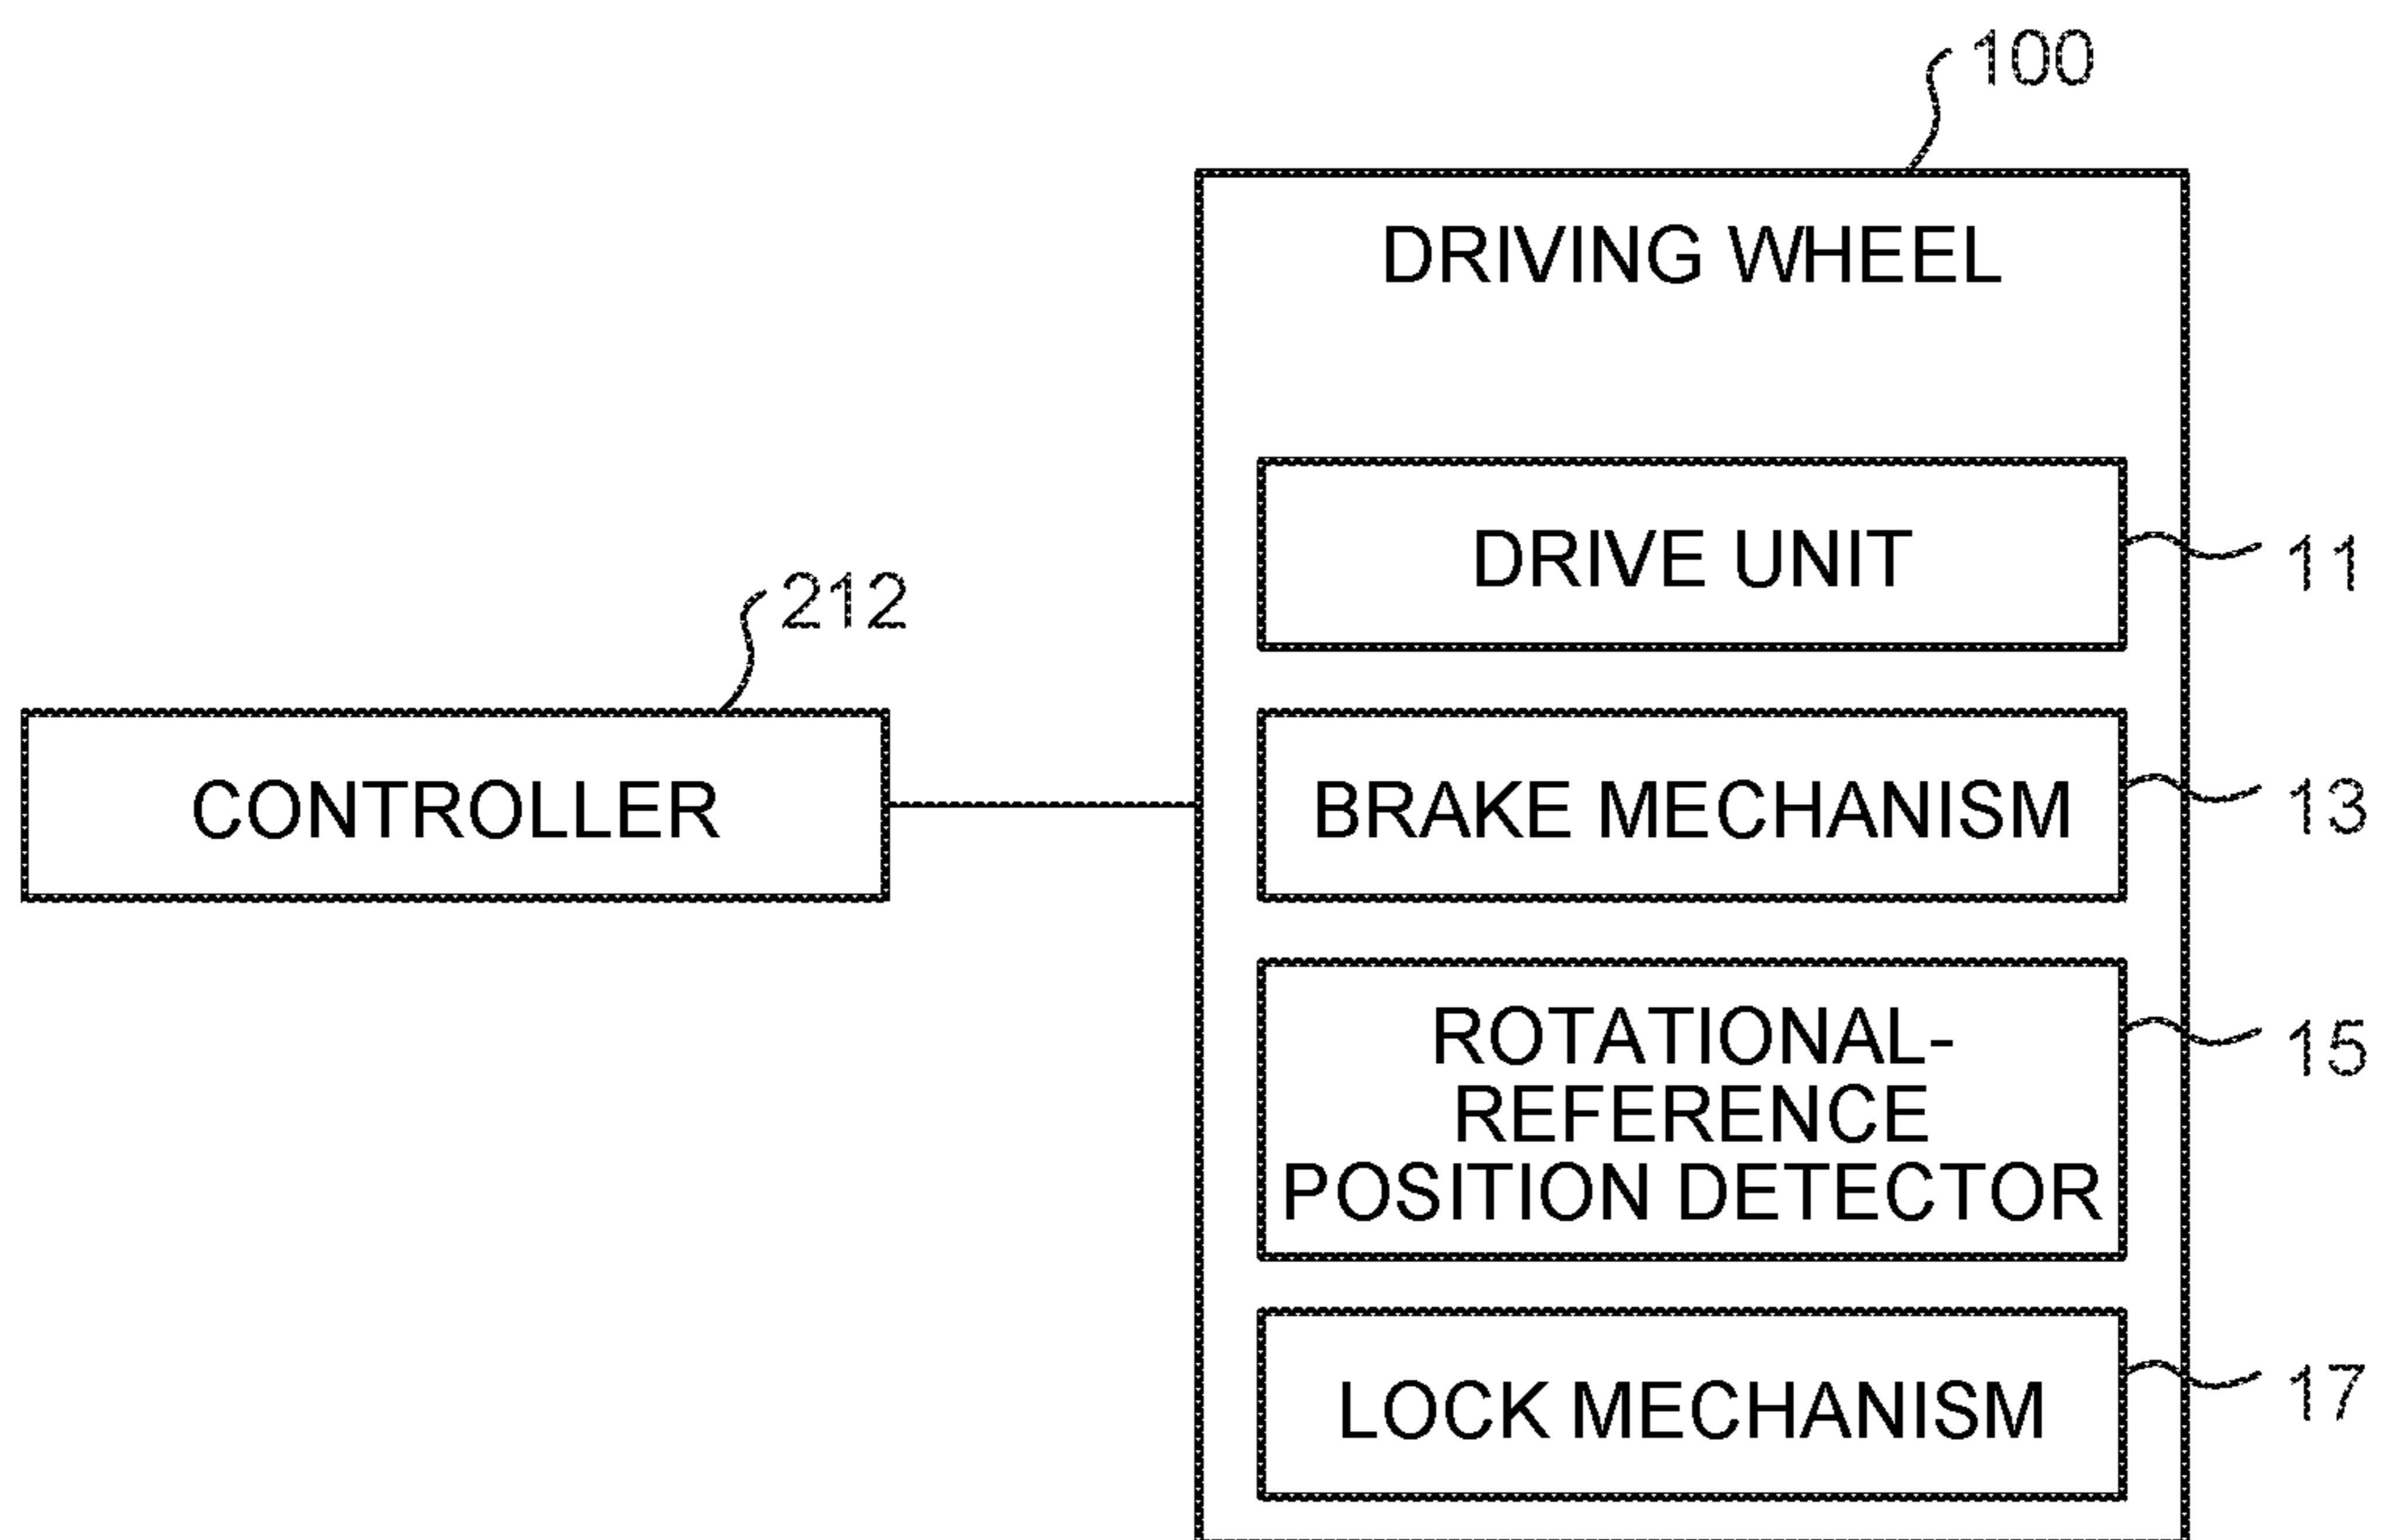 100
DRIVING WHEEL
DRIVE UNIT
11
212
CONTROLLER
BRAKE MECHANISM
13
ROTATIONAL-
REFERENCE
POSITION DETECTOR
15
LOCK MECHANISM
17